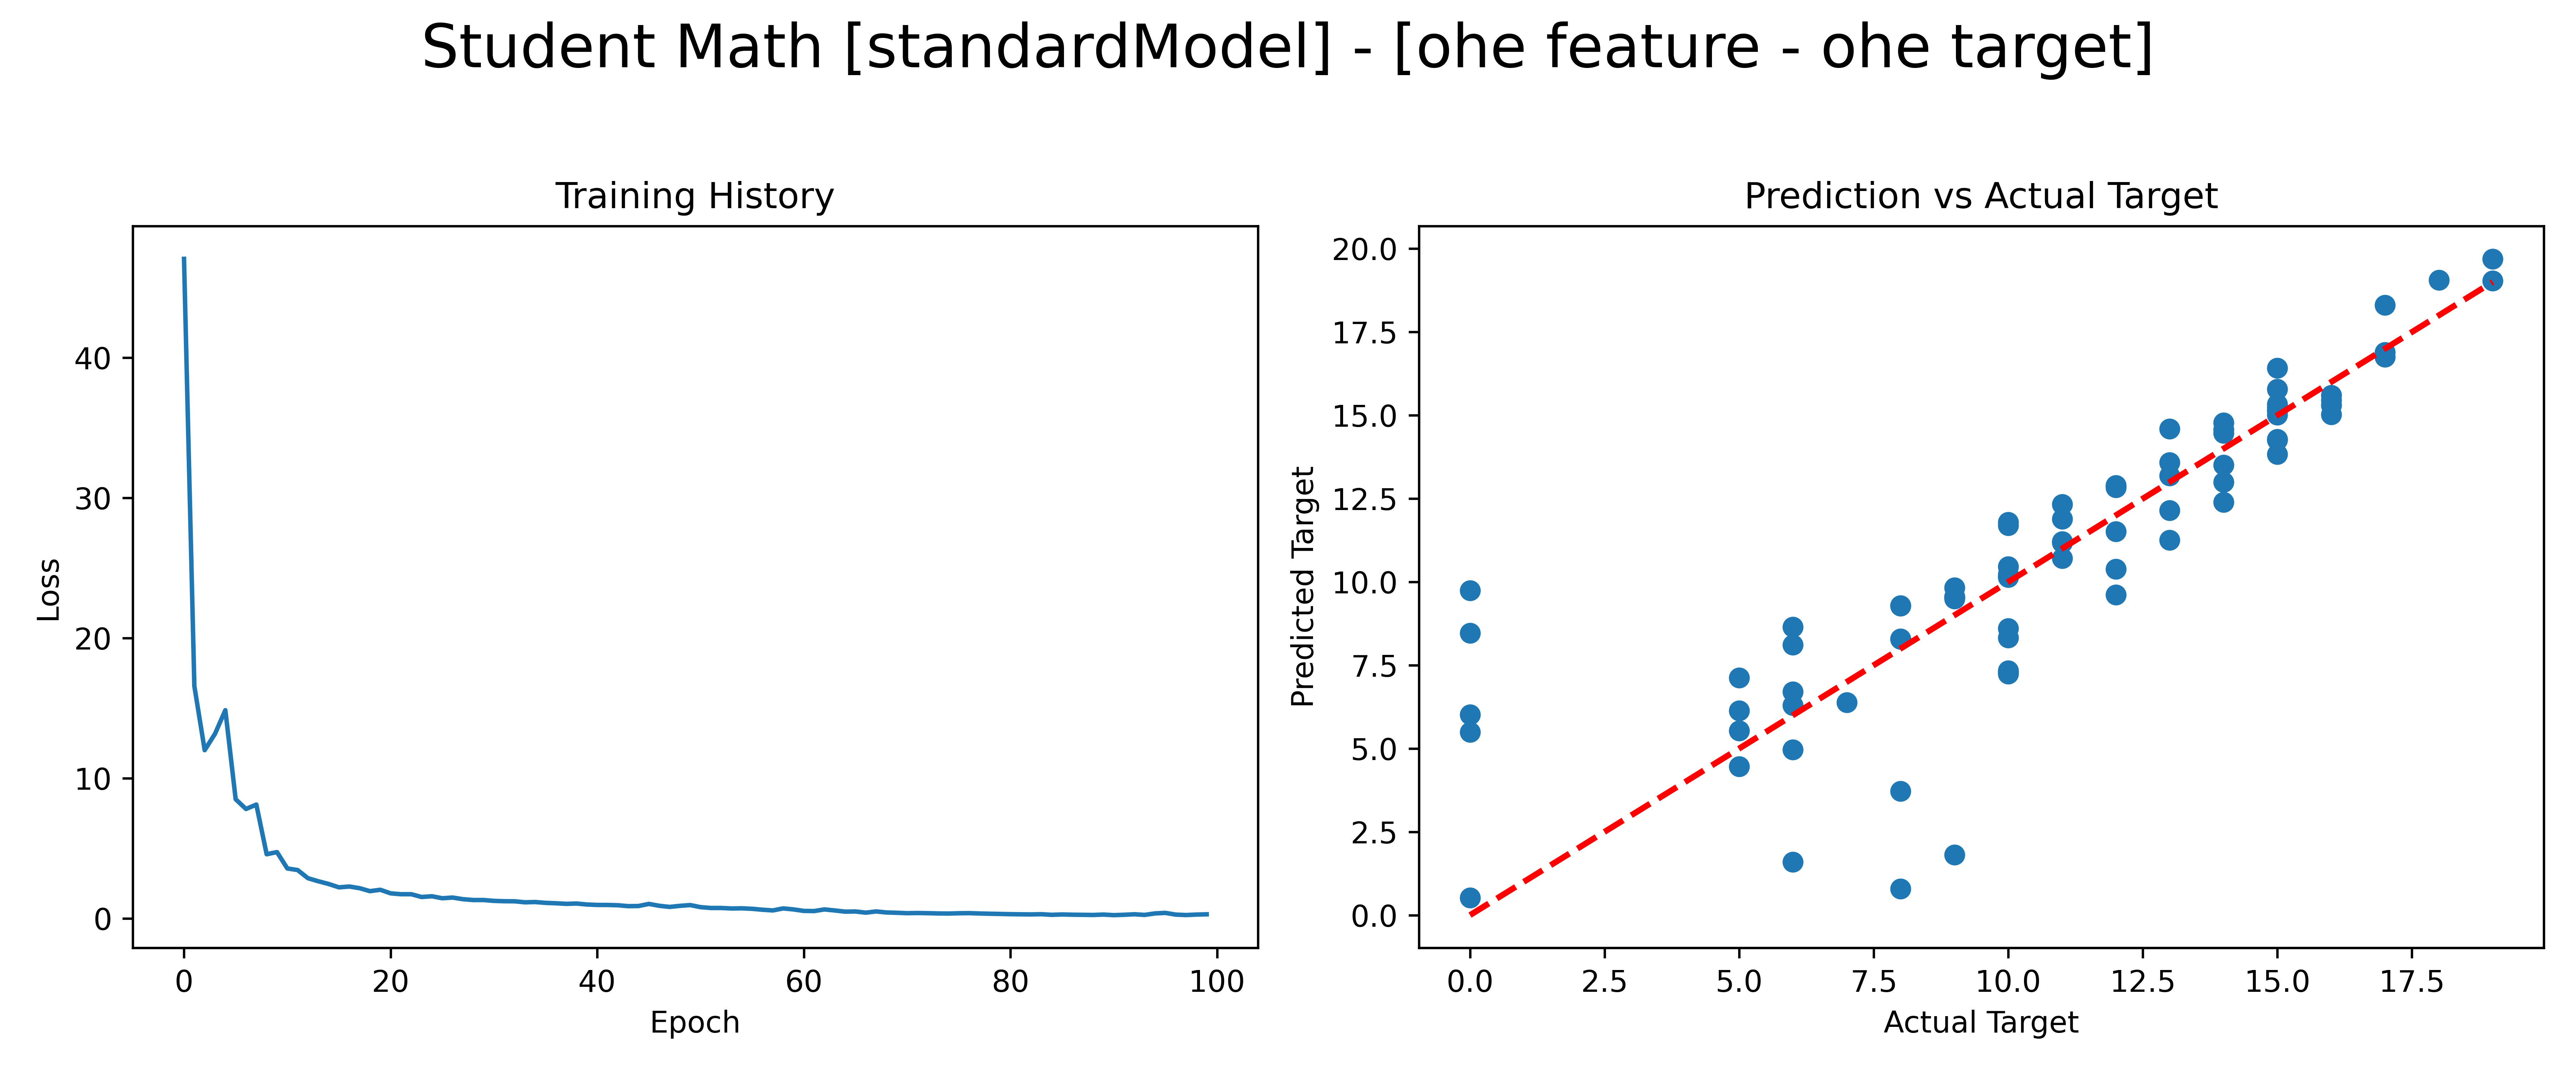 Student Math [standardModel] - [ohe feature - ohe target]
Training History
Loss
40
30
20
10
0
0 20 40 60 80 100
Epoch
Prediction vs Actual Target
Predicted Target
20.0
17.5
15.0
12.5
10.0
7.5
5.0
2.5
0.0
0.0 2.5 5.0 7.5 10.0 12.5 15.0 17.5
Actual Target